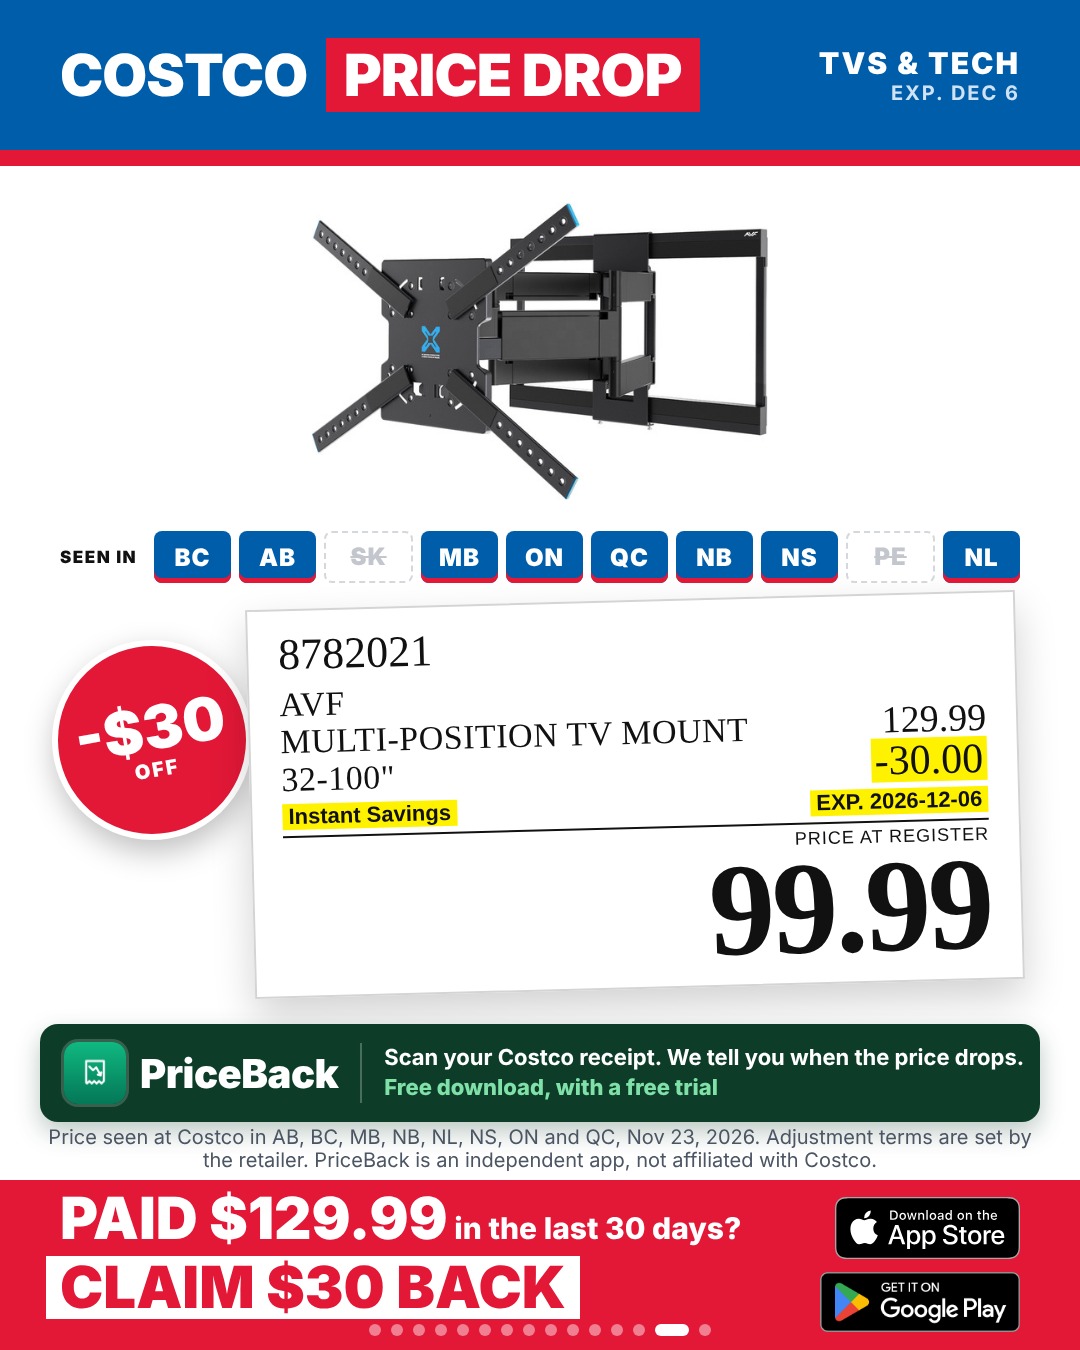 COSTCO PRICE DROP
TVS & TECH
EXP. DEC 6
AVF
SEEN IN BC AB SK MB ON QC NB NS PE NL
-$30
OFF
8782021
AVF
MULTI-POSITION TV MOUNT
32-100"
Instant Savings
129.99
-30.00
EXP. 2026-12-06
PRICE AT REGISTER
99.99
PriceBack
Scan your Costco receipt. We tell you when the price drops.
Free download, with a free trial
Price seen at Costco in AB, BC, MB, NB, NL, NS, ON and QC, Nov 23, 2026. Adjustment terms are set by
the retailer. PriceBack is an independent app, not affiliated with Costco.
PAID $129.99 in the last 30 days?
CLAIM $30 BACK
Download on the
App Store
GET IT ON
Google Play